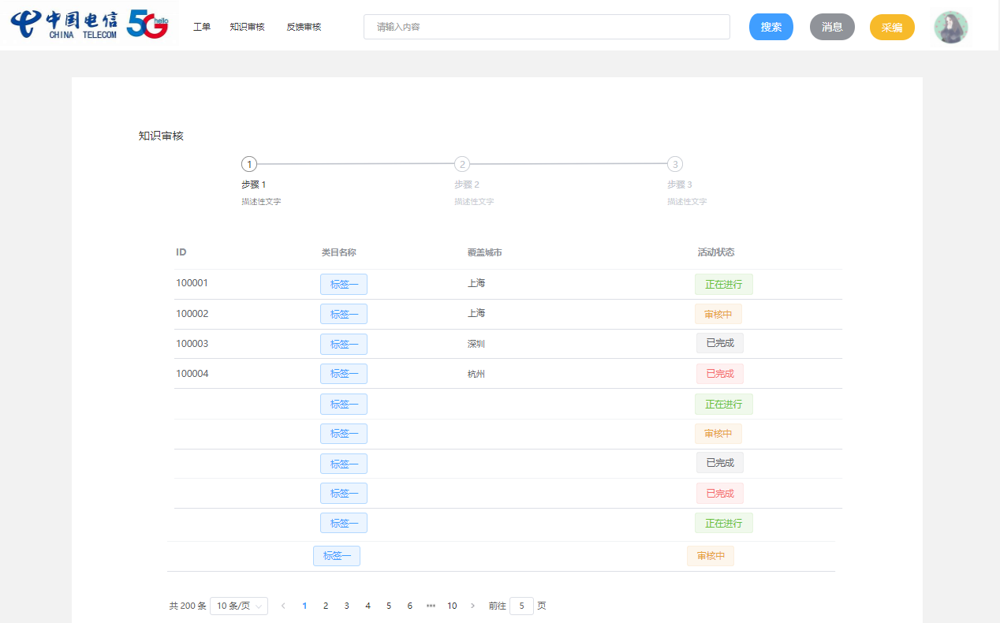 中国电信 5G hello
CHINA TELECOM
工单 知识审核 反馈审核 请输入内容 搜索 消息 采编
知识审核
1 2 3
步骤 1 步骤 2 步骤 3
描述性文字 描述性文字 描述性文字
ID 类目名称 覆盖城市 活动状态
100001 标签一 上海 正在进行
100002 标签一 上海 审核中
100003 标签一 深圳 已完成
100004 标签一 杭州 已完成
标签一 正在进行
标签一 审核中
标签一 已完成
标签一 已完成
标签一 正在进行
标签一 审核中
共 200 条 10 条/页 < 1 2 3 4 5 6 ••• 10 > 前往 5 页